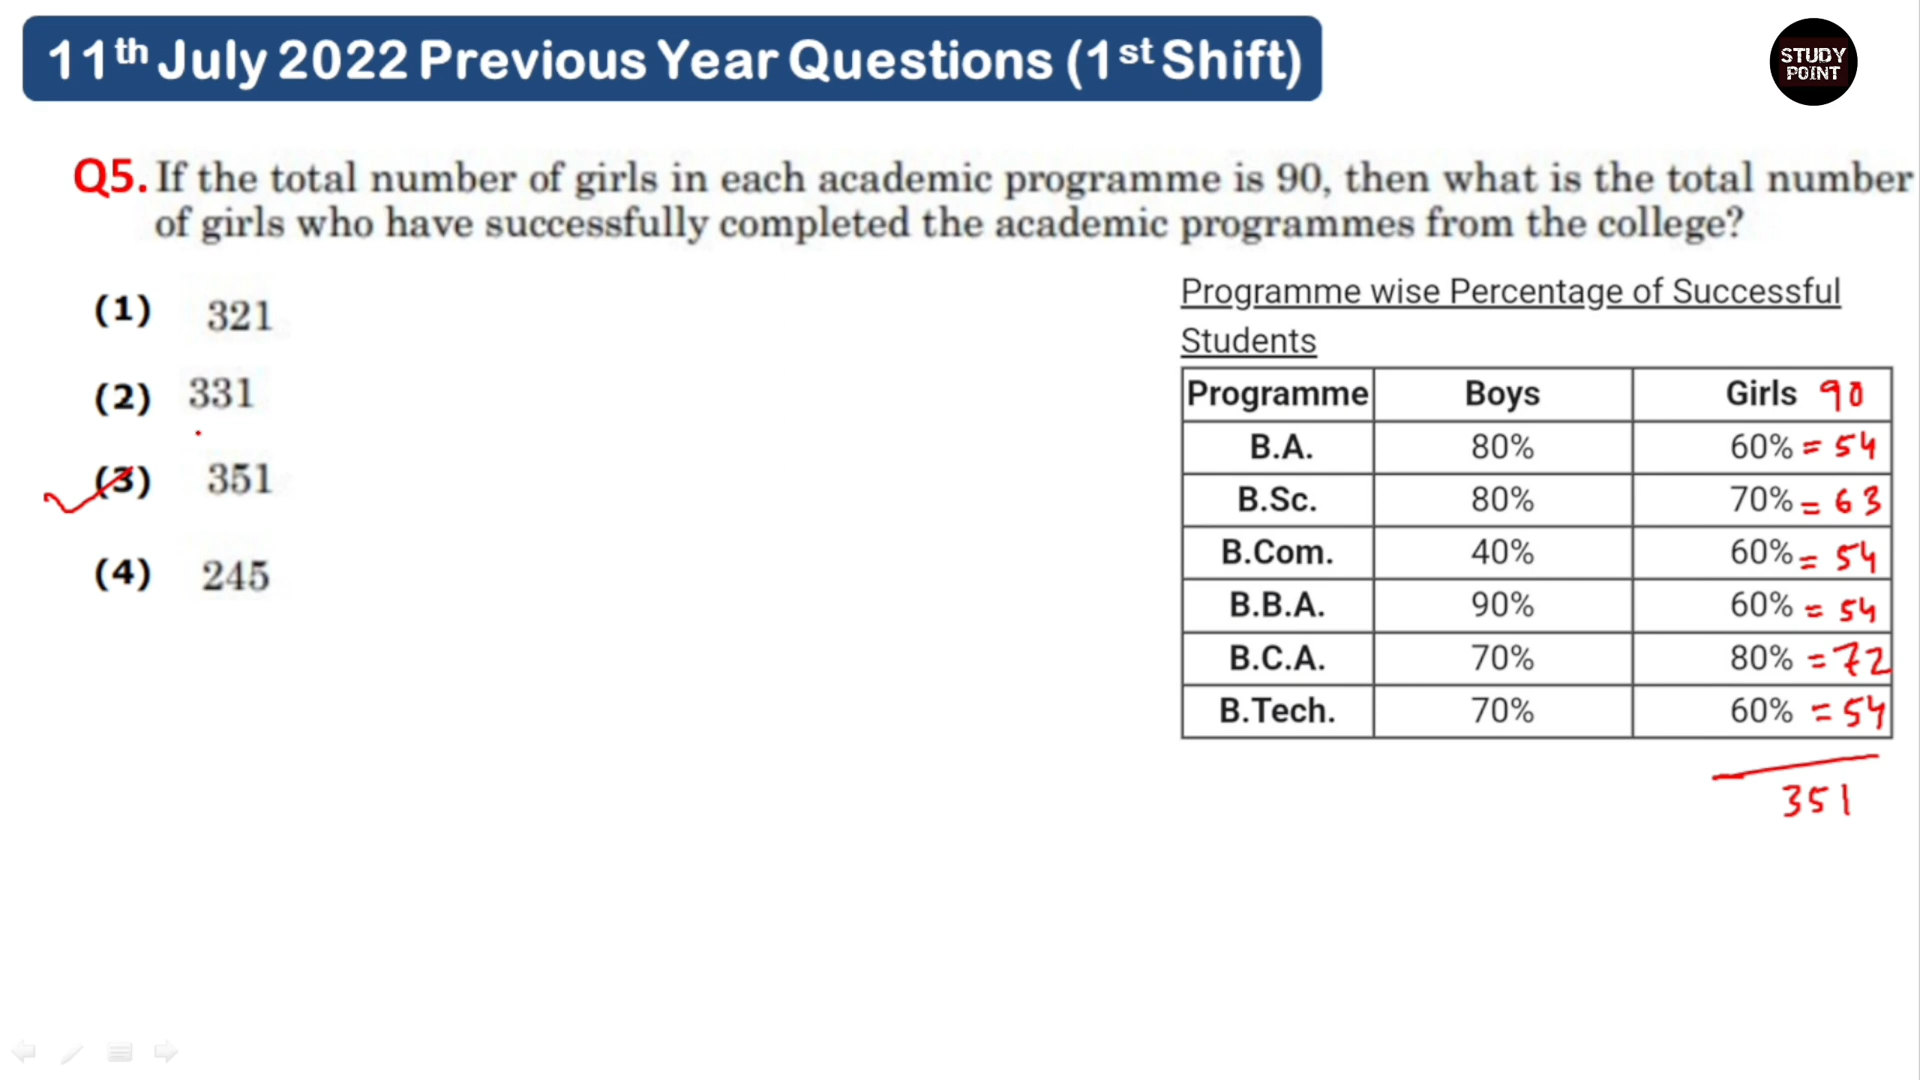 11th July 2022 Previous Year Questions (1st Shift)
STUDY
POINT
Q5. If the total number of girls in each academic programme is 90, then what is the total number
of girls who have successfully completed the academic programmes from the college?
(1) 321
(2) 331
(3) 351
(4) 245
Programme wise Percentage of Successful
Students
Programme Boys Girls 90
B.A. 80% 60% = 54
B.Sc. 80% 70% = 63
B.Com. 40% 60% = 54
B.B.A. 90% 60% = 54
B.C.A. 70% 80% = 72
B.Tech. 70% 60% = 54
351